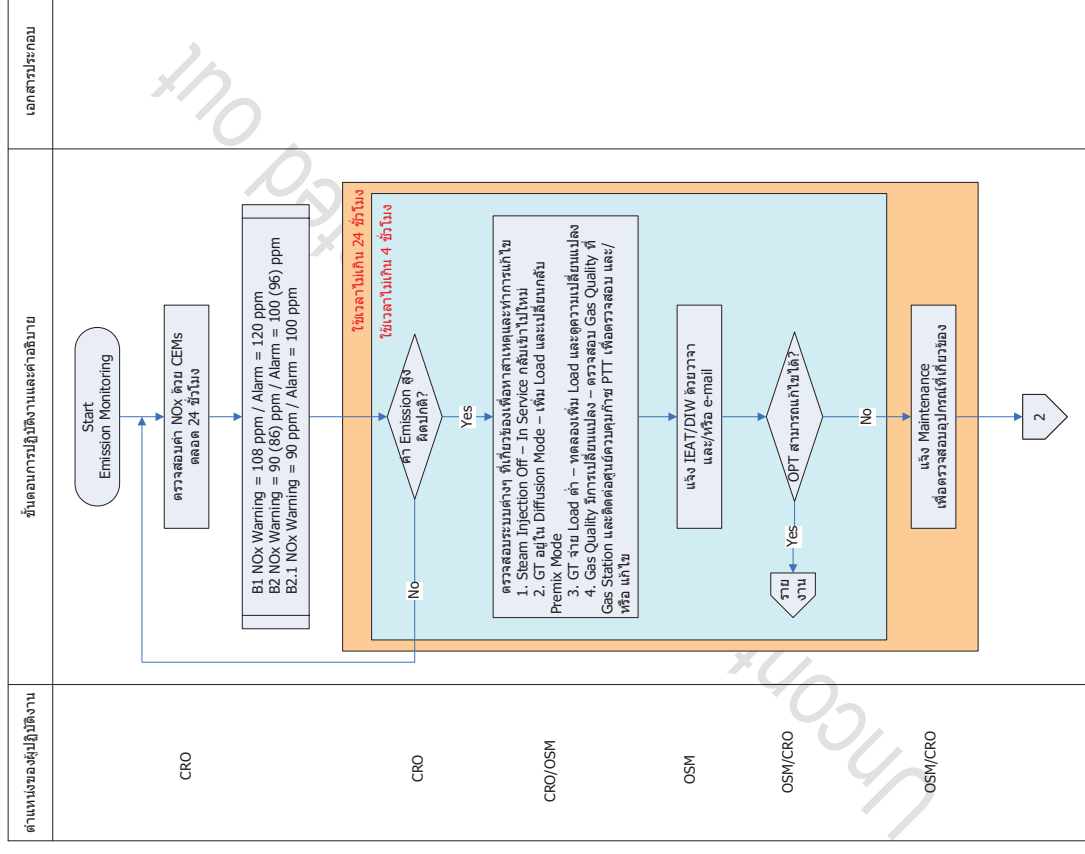 ตำแหน่งของผู้ปฏิบัติงาน
ขั้นตอนการปฏิบัติงานและคำอธิบาย
เอกสารประกอบ
Start
Emission Monitoring
CRO
ตรวจสอบค่า NOx ด้วย CEMs
ตลอด 24 ชั่วโมง
B1 NOx Warning = 108 ppm / Alarm = 120 ppm
B2 NOx Warning = 90 (86) ppm / Alarm = 100 (96) ppm
B2.1 NOx Warning = 90 ppm / Alarm = 100 ppm
ใช้เวลาไม่เกิน 24 ชั่วโมง
ใช้เวลาไม่เกิน 4 ชั่วโมง
CRO
ค่า Emission สูง
ผิดปกติ?
No
Yes
CRO/OSM
ตรวจสอบระบบต่างๆ ที่เกี่ยวข้องเพื่อหาสาเหตุและทำการแก้ไข
1. Steam Injection Off – In Service กลับเข้าไปใหม่
2. GT อยู่ใน Diffusion Mode – เพิ่ม Load และเปลี่ยนกลับ
Premix Mode
3. GT จ่าย Load ต่ำ – ทดลองเพิ่ม Load และดูความเปลี่ยนแปลง
4. Gas Quality มีการเปลี่ยนแปลง – ตรวจสอบ Gas Quality ที่
Gas Station และติดต่อศูนย์ควบคุมก๊าซ PTT เพื่อตรวจสอบ และ/
หรือ แก้ไข
OSM
แจ้ง IEAT/DIW ด้วยวาจา
และ/หรือ e-mail
OSM/CRO
OPT สามารถแก้ไขได้?
Yes
ราย
งาน
No
OSM/CRO
แจ้ง Maintenance
เพื่อตรวจสอบอุปกรณ์ที่เกี่ยวข้อง
2